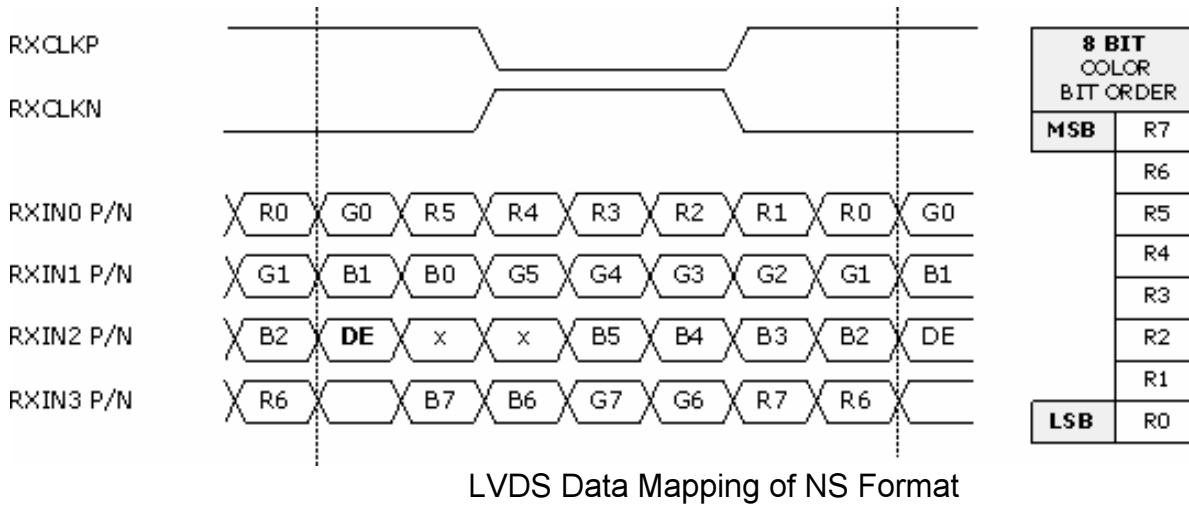 RXCLKP
RXCLKN
RXIN0 P/N R0 G0 R5 R4 R3 R2 R1 R0 G0
RXIN1 P/N G1 B1 B0 G5 G4 G3 G2 G1 B1
RXIN2 P/N B2 DE x x B5 B4 B3 B2 DE
RXIN3 P/N R6 B7 B6 G7 G6 R7 R6
8 BIT
COLOR
BIT ORDER
MSB R7
R6
R5
R4
R3
R2
R1
LSB R0
LVDS Data Mapping of NS Format